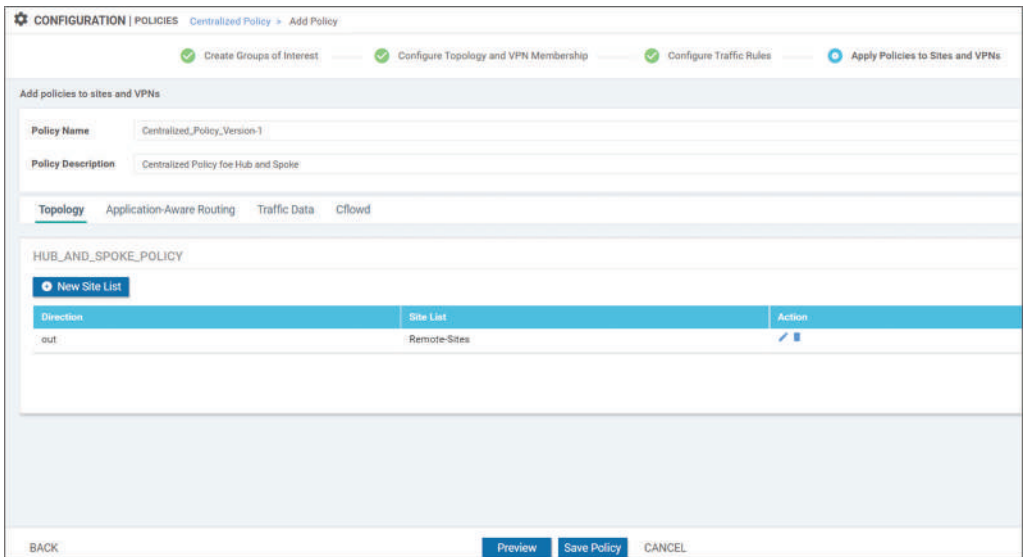 CONFIGURATION | POLICIES Centralized Policy > Add Policy
Create Groups of Interest Configure Topology and VPN Membership Configure Traffic Rules Apply Policies to Sites and VPNs
Add policies to sites and VPNs
Policy Name Centralized_Policy_Version-1
Policy Description Centralized Policy foe Hub and Spoke
Topology Application-Aware Routing Traffic Data Cflowd
HUB_AND_SPOKE_POLICY
New Site List
Direction Site List Action
out Remote-Sites
BACK Preview Save Policy CANCEL